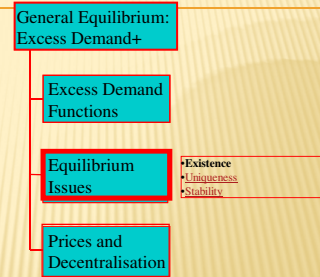 General Equilibrium:
Excess Demand+
Excess Demand
Functions
Equilibrium
Issues
•Existence
•Uniqueness
•Stability
Prices and
Decentralisation